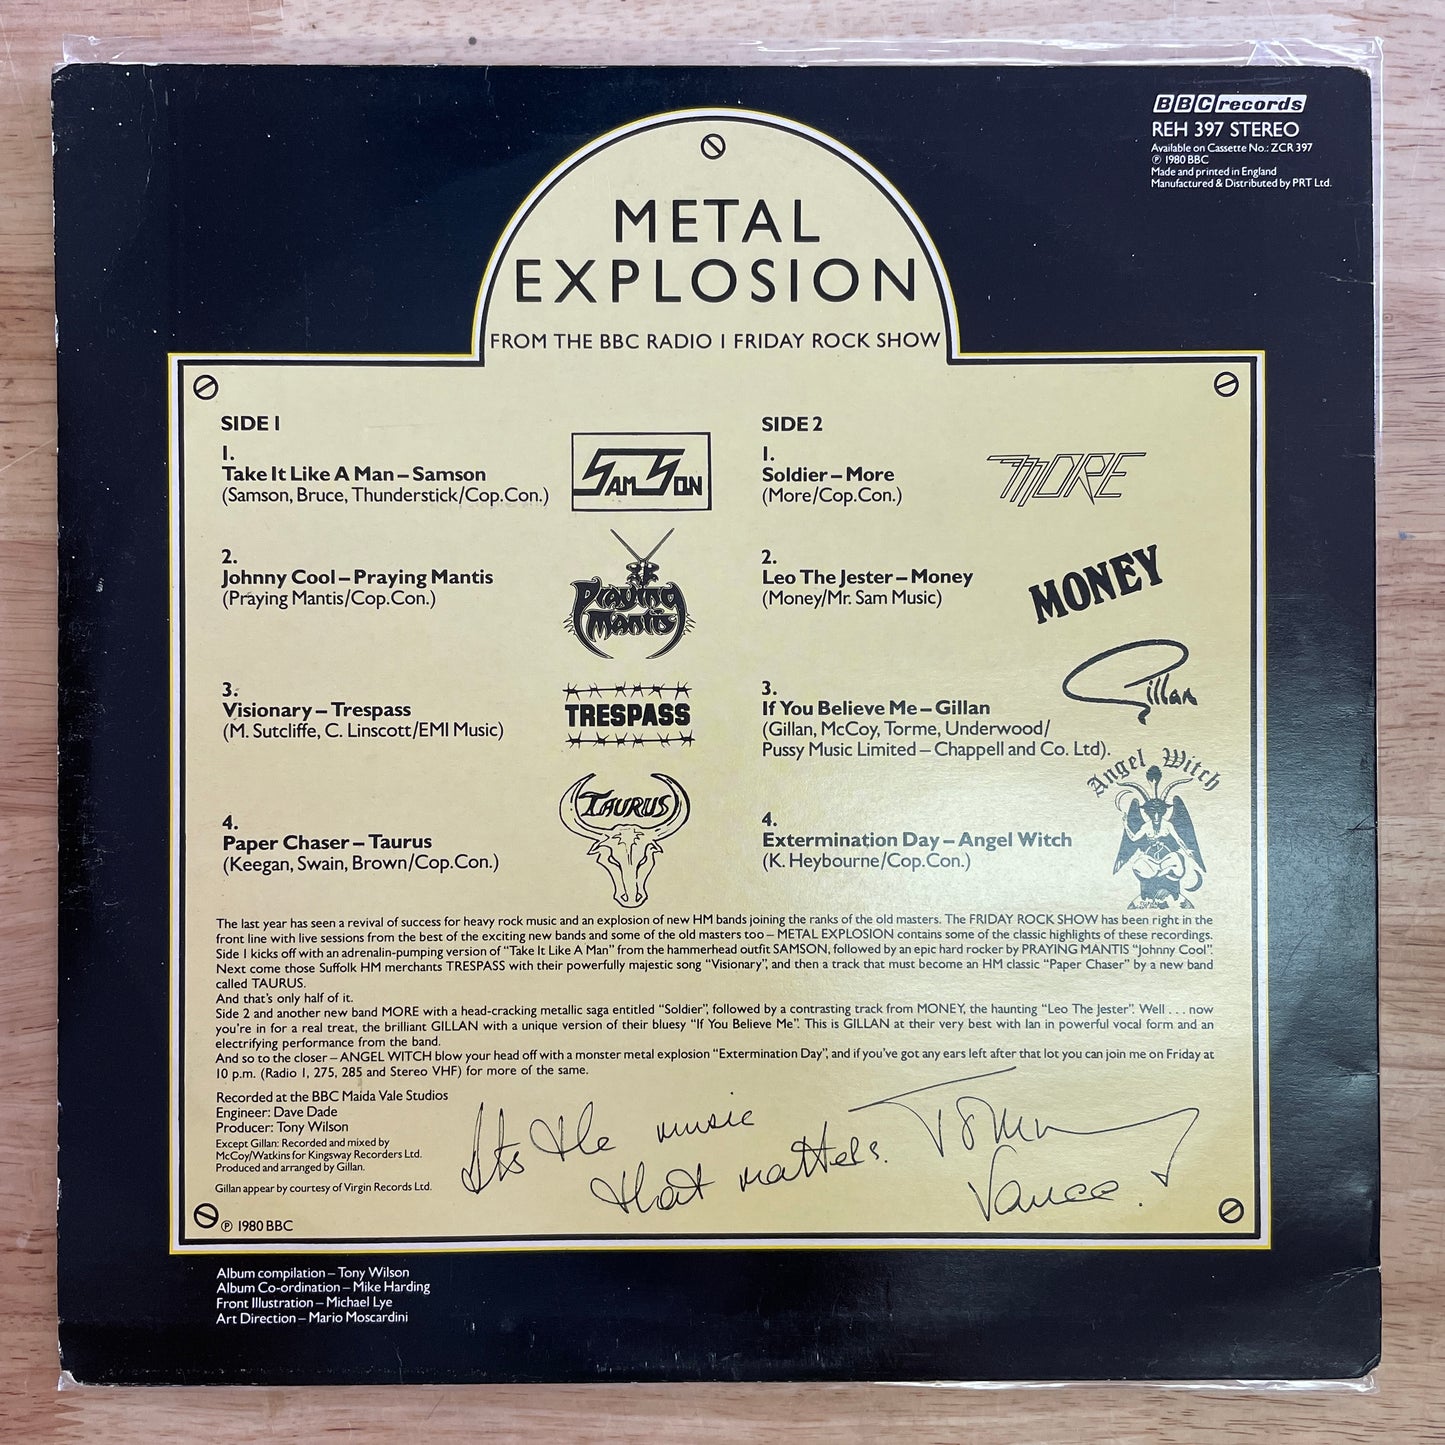 BBC records
REH 397 STEREO
Available on Cassette No.: ZCR 397
℗ 1980 BBC
Made and printed in England
Manufactured & Distributed by PRT Ltd.
METAL
EXPLOSION
FROM THE BBC RADIO 1 FRIDAY ROCK SHOW
SIDE 1
1.
Take It Like A Man – Samson
(Samson, Bruce, Thunderstick/Cop.Con.)
SAMSON
2.
Johnny Cool – Praying Mantis
(Praying Mantis/Cop.Con.)
Praying
Mantis
3.
Visionary – Trespass
(M. Sutcliffe, C. Linscott/EMI Music)
TRESPASS
4.
Paper Chaser – Taurus
(Keegan, Swain, Brown/Cop.Con.)
TAURUS
SIDE 2
1.
Soldier – More
(More/Cop.Con.)
MORE
2.
Leo The Jester – Money
(Money/Mr. Sam Music)
MONEY
3.
If You Believe Me – Gillan
(Gillan, McCoy, Torme, Underwood/
Pussy Music Limited – Chappell and Co. Ltd).
Gillan
4.
Extermination Day – Angel Witch
(K. Heybourne/Cop.Con.)
Angel Witch
The last year has seen a revival of success for heavy rock music and an explosion of new HM bands joining the ranks of the old masters. The FRIDAY ROCK SHOW has been right in the
front line with live sessions from the best of the exciting new bands and some of the old masters too – METAL EXPLOSION contains some of the classic highlights of these recordings.
Side 1 kicks off with an adrenalin-pumping version of "Take It Like A Man" from the hammerhead outfit SAMSON, followed by an epic hard rocker by PRAYING MANTIS "Johnny Cool".
Next come those Suffolk HM merchants TRESPASS with their powerfully majestic song "Visionary", and then a track that must become an HM classic "Paper Chaser" by a new band
called TAURUS.
And that's only half of it.
Side 2 and another new band MORE with a head-cracking metallic saga entitled "Soldier", followed by a contrasting track from MONEY, the haunting "Leo The Jester". Well . . . now
you're in for a real treat, the brilliant GILLAN with a unique version of their bluesy "If You Believe Me". This is GILLAN at their very best with Ian in powerful vocal form and an
electrifying performance from the band.
And so to the closer – ANGEL WITCH blow your head off with a monster metal explosion "Extermination Day", and if you've got any ears left after that lot you can join me on Friday at
10 p.m. (Radio 1, 275, 285 and Stereo VHF) for more of the same.
Recorded at the BBC Maida Vale Studios
Engineer: Dave Dade
Producer: Tony Wilson
Except Gillan: Recorded and mixed by
McCoy/Watkins for Kingsway Recorders Ltd.
Produced and arranged by Gillan.
Gillan appear by courtesy of Virgin Records Ltd.
Its the music
that matters.
Tommy
Vance.
℗ 1980 BBC
Album compilation – Tony Wilson
Album Co-ordination – Mike Harding
Front Illustration – Michael Lye
Art Direction – Mario Moscardini